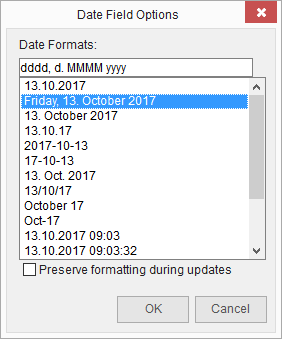 Date Field Options
Date Formats:
dddd, d. MMMM yyyy
13.10.2017
Friday, 13. October 2017
13. October 2017
13.10.17
2017-10-13
17-10-13
13. Oct. 2017
13/10/17
October 17
Oct-17
13.10.2017 09:03
13.10.2017 09:03:32
Preserve formatting during updates
OK
Cancel